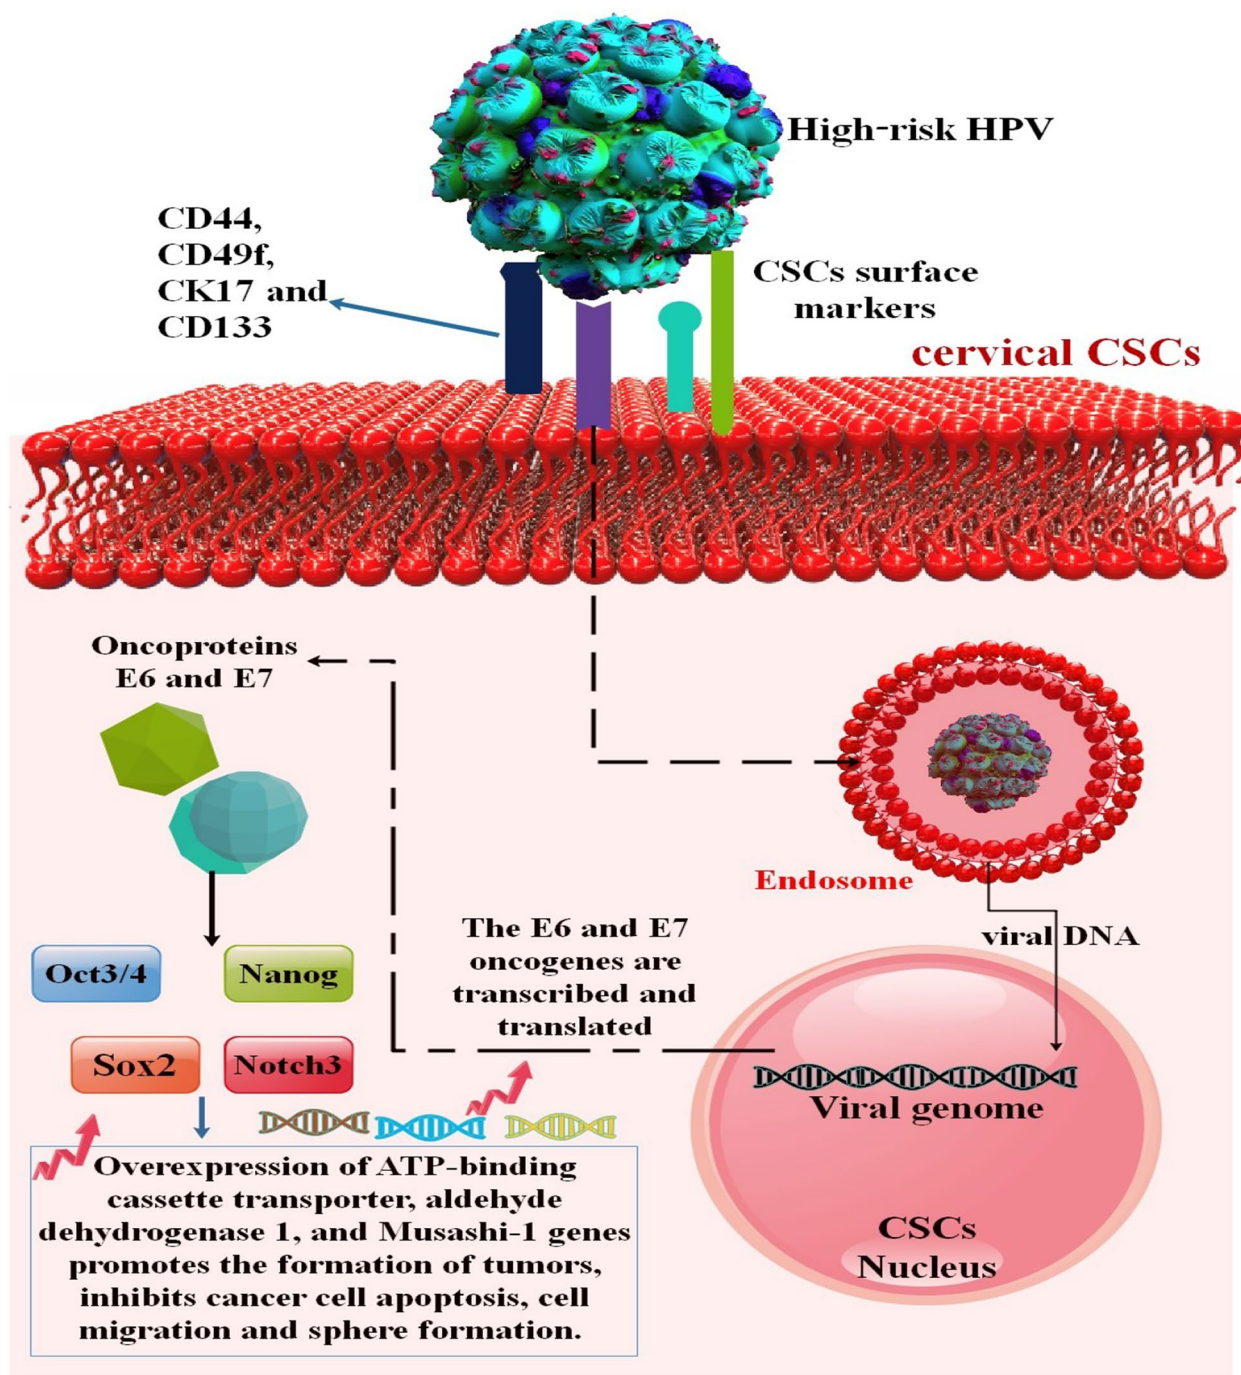 High-risk HPV
CD44,
CD49f,
CK17 and
CD133
CSCs surface
markers
cervical CSCs
Oncoproteins
E6 and E7
Endosome
viral DNA
The E6 and E7
oncogenes are
transcribed and
translated
Oct3/4
Nanog
Sox2
Notch3
Viral genome
CSCs
Nucleus
Overexpression of ATP-binding
cassette transporter, aldehyde
dehydrogenase 1, and Musashi-1 genes
promotes the formation of tumors,
inhibits cancer cell apoptosis, cell
migration and sphere formation.